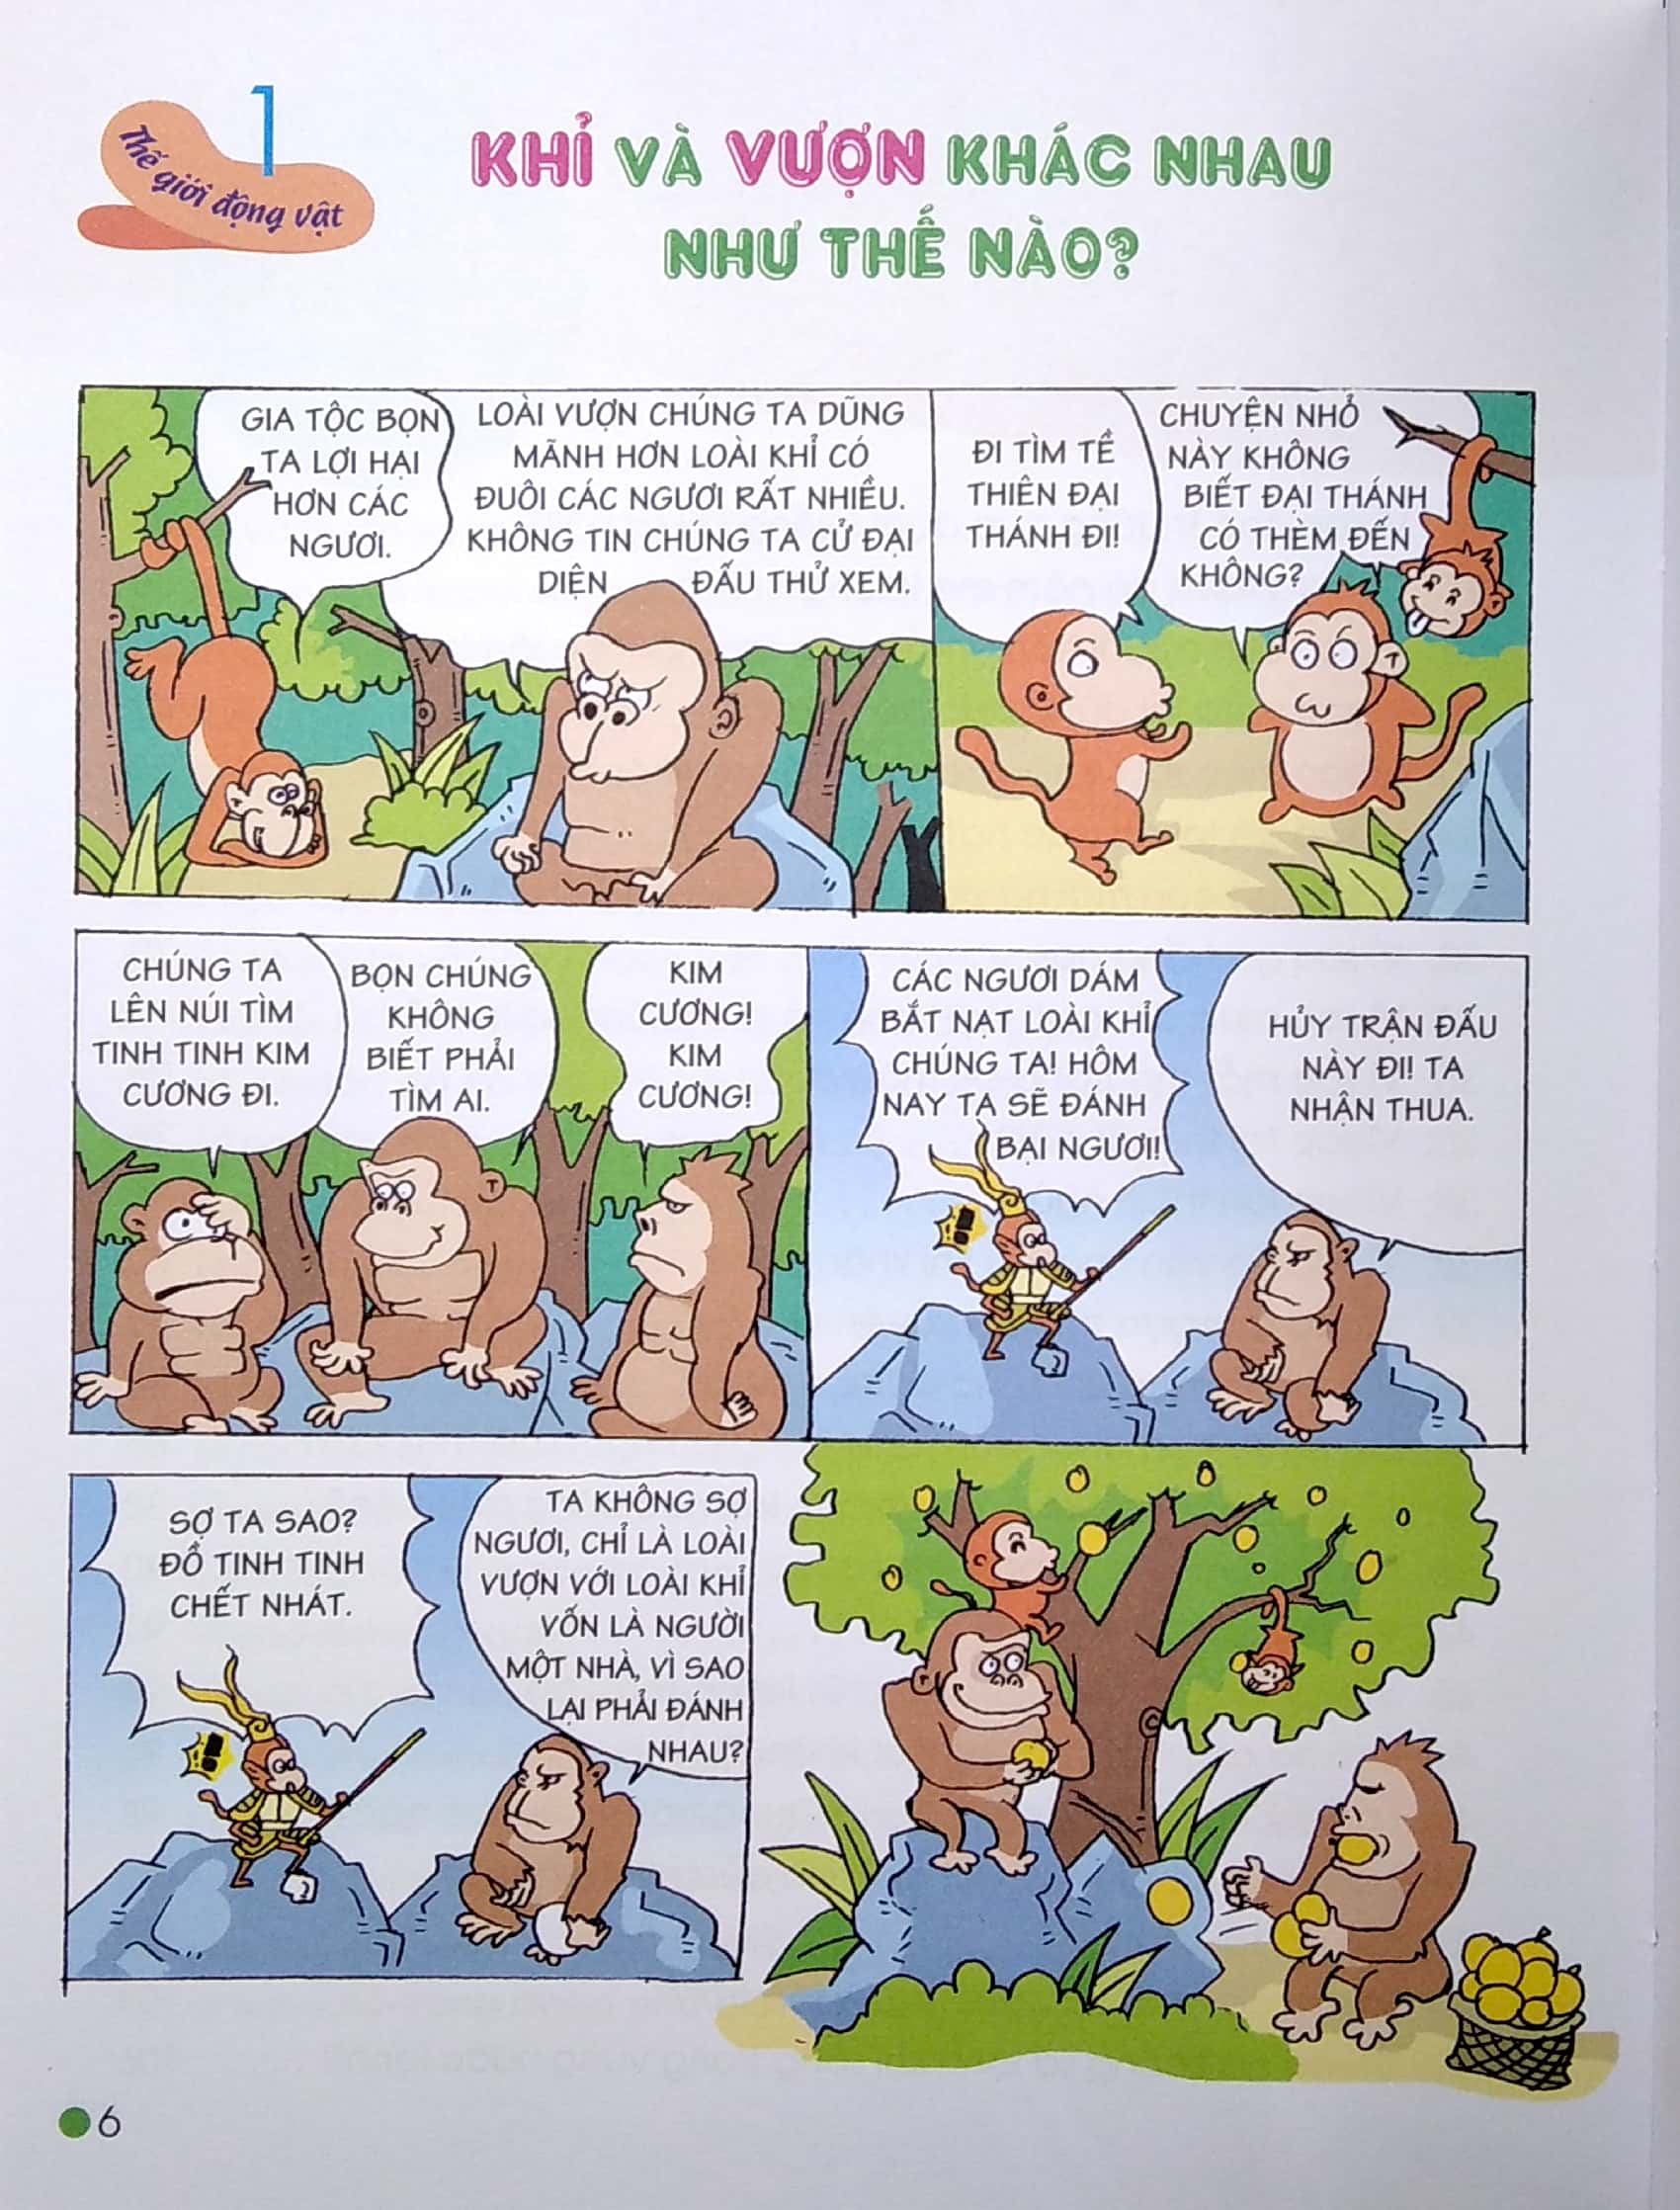 1
Thế giới động vật
KHỈ VÀ VƯỢN KHÁC NHAU
NHƯ THẾ NÀO?
GIA TỘC BỌN
TA LỢI HẠI
HƠN CÁC
NGƯƠI.
LOÀI VƯỢN CHÚNG TA DŨNG
MÃNH HƠN LOÀI KHỈ CÓ
ĐUÔI CÁC NGƯƠI RẤT NHIỀU.
KHÔNG TIN CHÚNG TA CỬ ĐẠI
DIỆN ĐẤU THỬ XEM.
ĐI TÌM TỀ
THIÊN ĐẠI
THÁNH ĐI!
CHUYỆN NHỎ
NÀY KHÔNG
BIẾT ĐẠI THÁNH
CÓ THÈM ĐẾN
KHÔNG?
CHÚNG TA
LÊN NÚI TÌM
TINH TINH KIM
CƯƠNG ĐI.
BỌN CHÚNG
KHÔNG
BIẾT PHẢI
TÌM AI.
KIM
CƯƠNG!
KIM
CƯƠNG!
CÁC NGƯƠI DÁM
BẮT NẠT LOÀI KHỈ
CHÚNG TA! HÔM
NAY TA SẼ ĐÁNH
BẠI NGƯƠI!
HỦY TRẬN ĐẤU
NÀY ĐI! TA
NHẬN THUA.
SỢ TA SAO?
ĐỒ TINH TINH
CHẾT NHÁT.
TA KHÔNG SỢ
NGƯƠI, CHỈ LÀ LOÀI
VƯỢN VỚI LOÀI KHỈ
VỐN LÀ NGƯỜI
MỘT NHÀ, VÌ SAO
LẠI PHẢI ĐÁNH
NHAU?
6